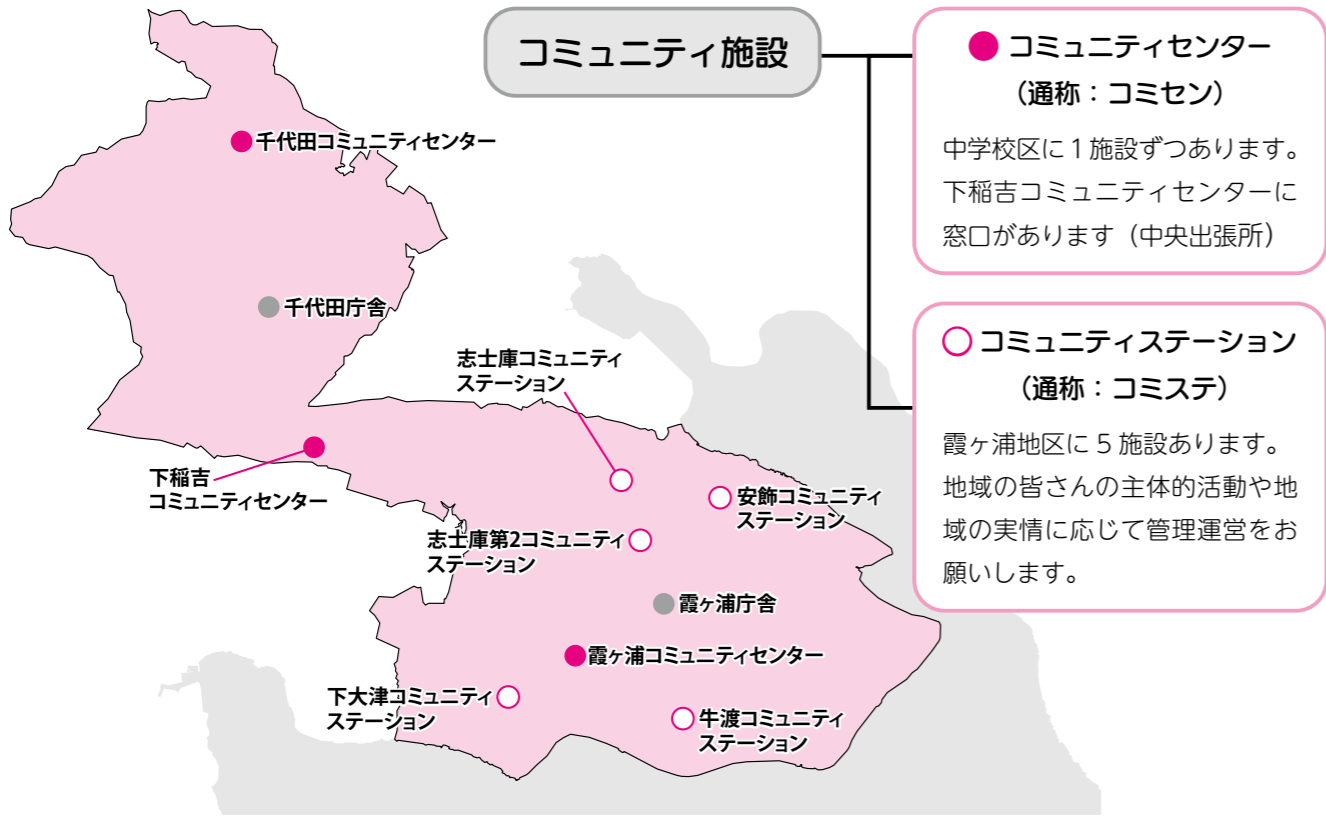 コミュニティ施設
● コミュニティセンター
（通称：コミセン）
中学校区に1施設ずつあります。
下稲吉コミュニティセンターに
窓口があります（中央出張所）
○ コミュニティステーション
（通称：コミステ）
霞ヶ浦地区に5施設あります。
地域の皆さんの主体的活動や地
域の実情に応じて管理運営をお
願いします。
千代田コミュニティセンター
千代田庁舎
志士庫コミュニティ
ステーション
下稲吉
コミュニティセンター
安飾コミュニティ
ステーション
志士庫第2コミュニティ
ステーション
霞ヶ浦庁舎
霞ヶ浦コミュニティセンター
下大津コミュニティ
ステーション
牛渡コミュニティ
ステーション